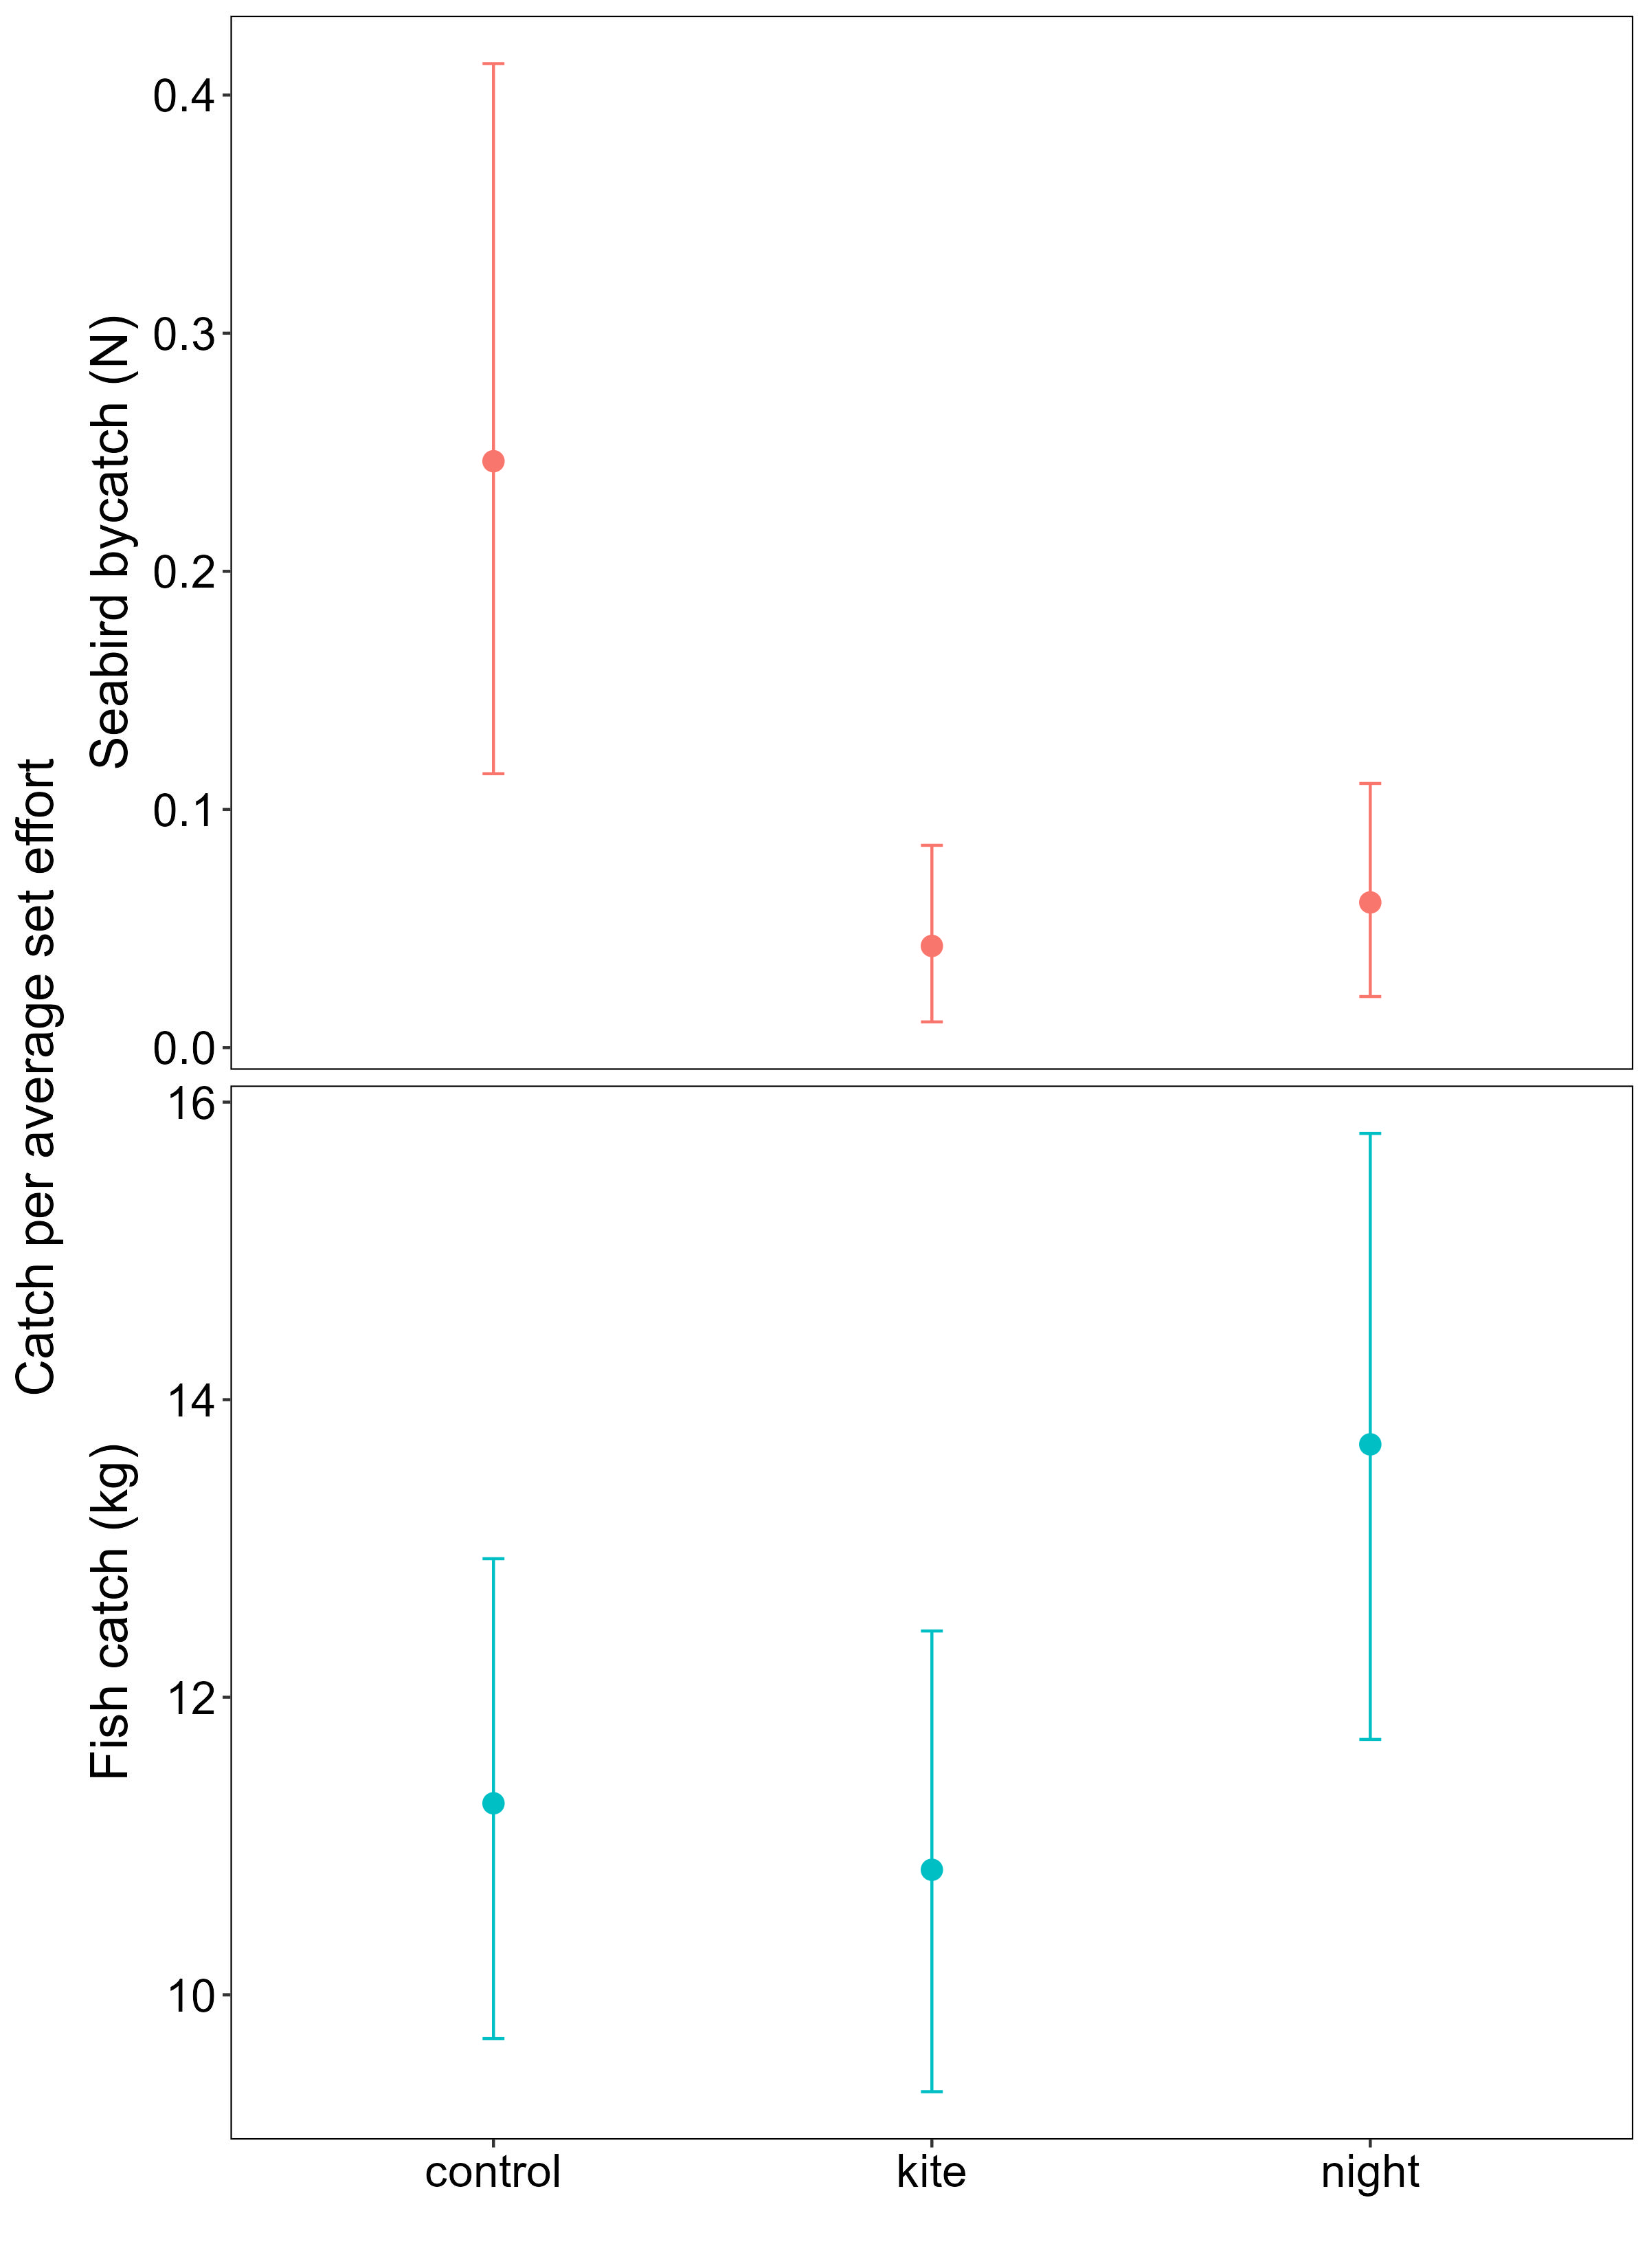 Catch per average set effort
Seabird bycatch (N)
0.4
0.3
0.2
0.1
0.0
Fish catch (kg)
16
14
12
10
control kite night